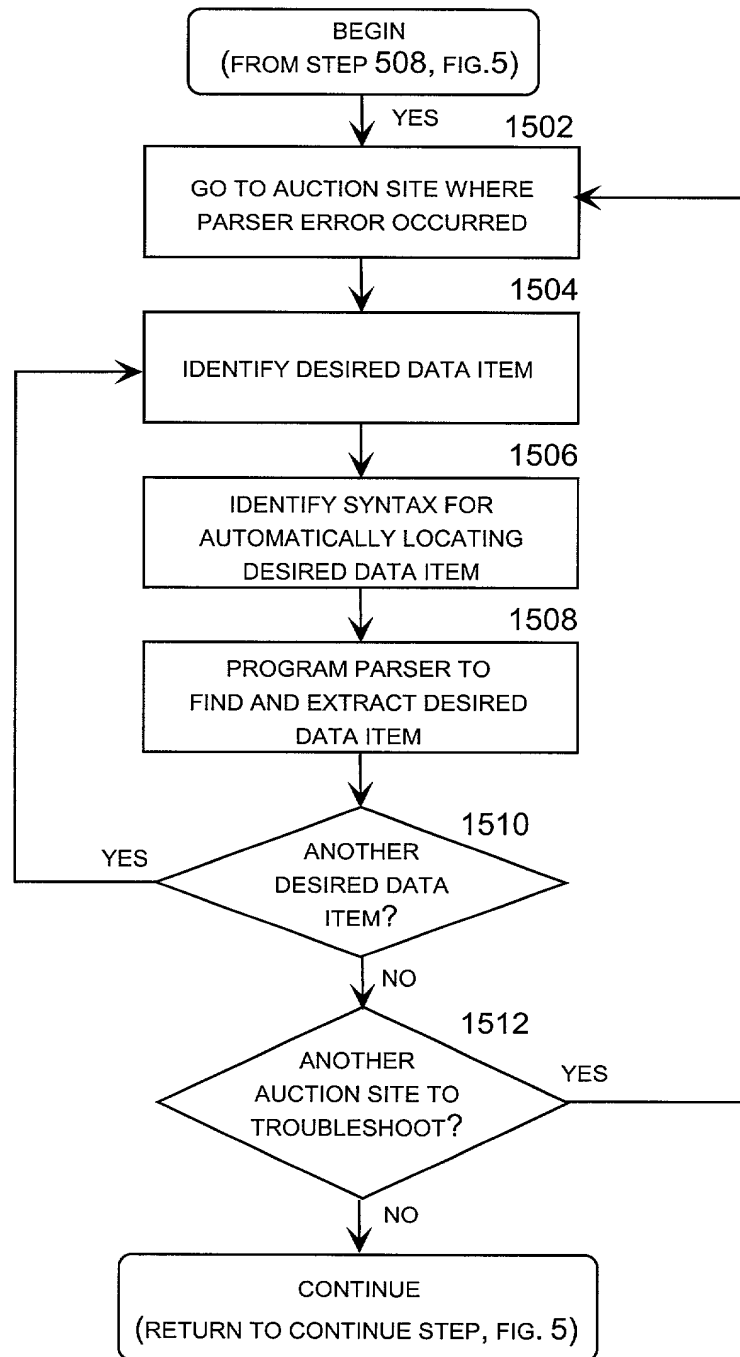 BEGIN
(FROM STEP 508, FIG.5)
YES
1502
GO TO AUCTION SITE WHERE
PARSER ERROR OCCURRED
1504
IDENTIFY DESIRED DATA ITEM
1506
IDENTIFY SYNTAX FOR
AUTOMATICALLY LOCATING
DESIRED DATA ITEM
1508
PROGRAM PARSER TO
FIND AND EXTRACT DESIRED
DATA ITEM
1510
YES
ANOTHER
DESIRED DATA
ITEM?
NO
1512
ANOTHER
AUCTION SITE TO
TROUBLESHOOT?
YES
NO
CONTINUE
(RETURN TO CONTINUE STEP, FIG. 5)